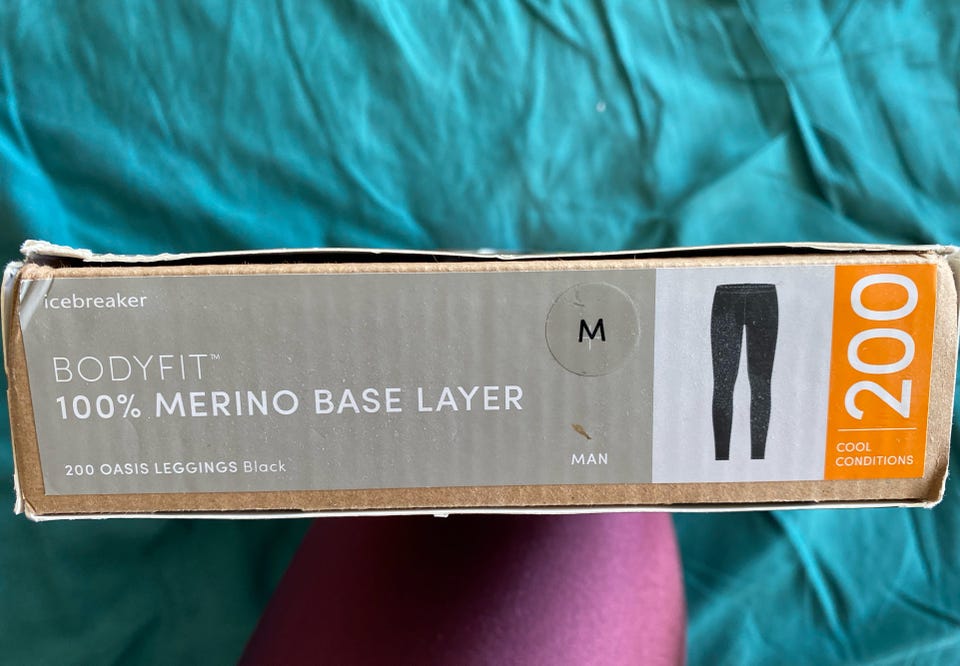 icebreaker
BODYFIT™
100% MERINO BASE LAYER
200 OASIS LEGGINGS Black
M
MAN
200
COOL
CONDITIONS